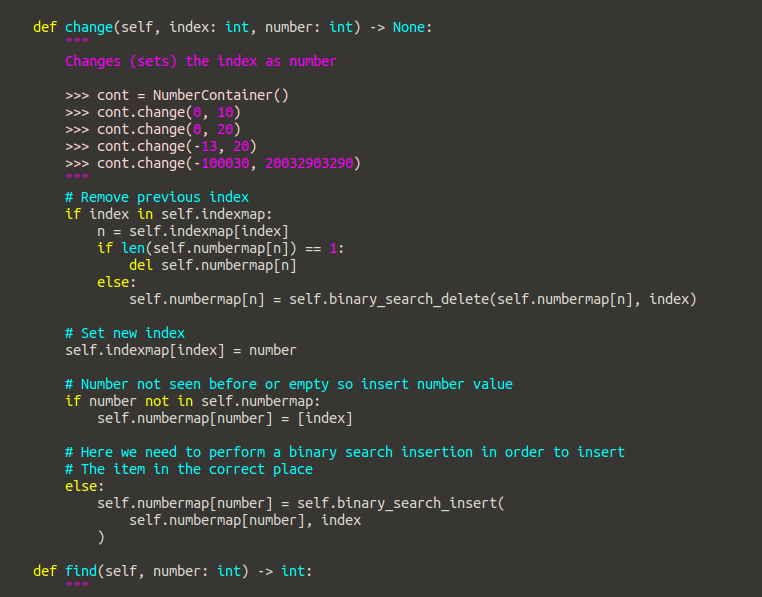 def change(self, index: int, number: int) -> None:
"""
Changes (sets) the index as number
>>> cont = NumberContainer()
>>> cont.change(0, 10)
>>> cont.change(0, 20)
>>> cont.change(-13, 20)
>>> cont.change(-100030, 20032903290)
"""
# Remove previous index
if index in self.indexmap:
n = self.indexmap[index]
if len(self.numbermap[n]) == 1:
del self.numbermap[n]
else:
self.numbermap[n] = self.binary_search_delete(self.numbermap[n], index)
# Set new index
self.indexmap[index] = number
# Number not seen before or empty so insert number value
if number not in self.numbermap:
self.numbermap[number] = [index]
# Here we need to perform a binary search insertion in order to insert
# The item in the correct place
else:
self.numbermap[number] = self.binary_search_insert(
self.numbermap[number], index
)
def find(self, number: int) -> int:
"""